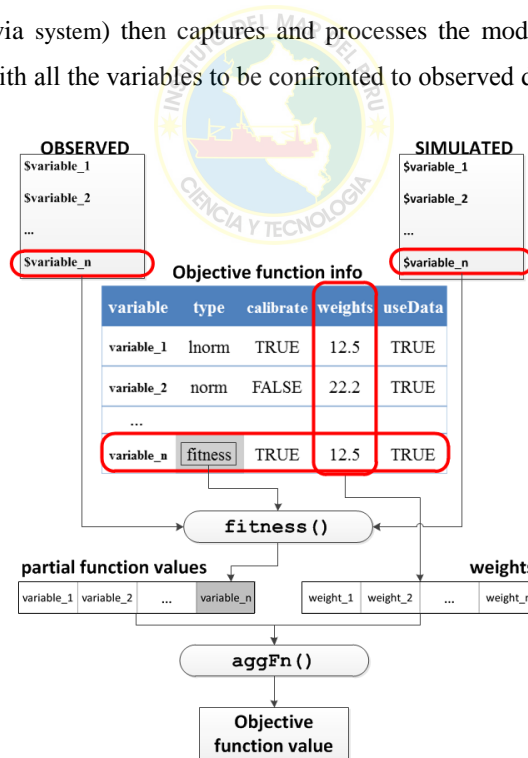 via system) then captures and processes the mod
ith all the variables to be confronted to observed
INSTITUTO DEL MAR DEL PERU
CIENCIA Y TECNOLOGIA
OBSERVED
$variable_1
$variable_2
...
$variable_n
SIMULATED
$variable_1
$variable_2
...
$variable_n
Objective function info
variable type calibrate weights useData
variable_1 lnorm TRUE 12.5 TRUE
variable_2 norm FALSE 22.2 TRUE
...
variable_n fitness TRUE 12.5 TRUE
fitness()
partial function values
variable_1 variable_2 ... variable_n
weights
weight_1 weight_2 ... weight_n
aggFn()
Objective
function value